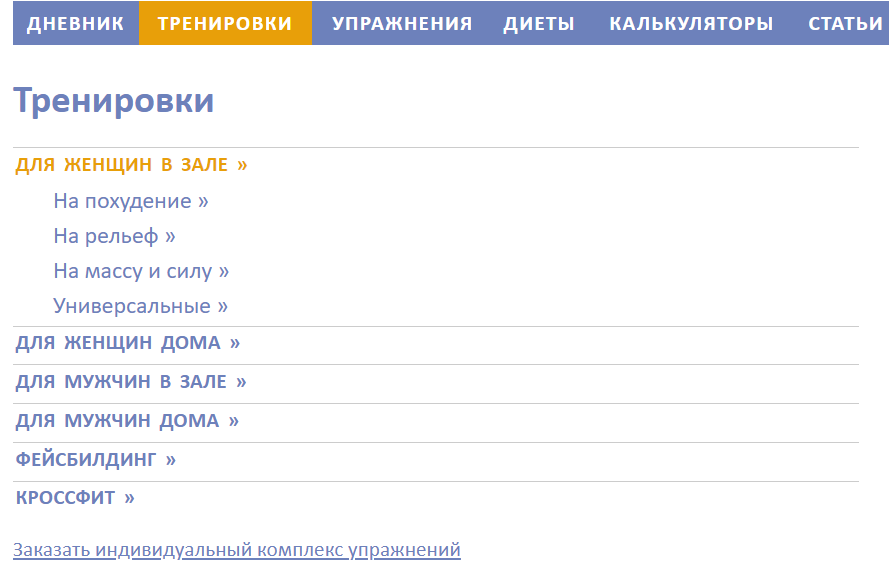 ДНЕВНИК ТРЕНИРОВКИ УПРАЖНЕНИЯ ДИЕТЫ КАЛЬКУЛЯТОРЫ СТАТЬИ
Тренировки
ДЛЯ ЖЕНЩИН В ЗАЛЕ »
На похудение »
На рельеф »
На массу и силу »
Универсальные »
ДЛЯ ЖЕНЩИН ДОМА »
ДЛЯ МУЖЧИН В ЗАЛЕ »
ДЛЯ МУЖЧИН ДОМА »
ФЕЙСБИЛДИНГ »
КРОССФИТ »
Заказать индивидуальный комплекс упражнений